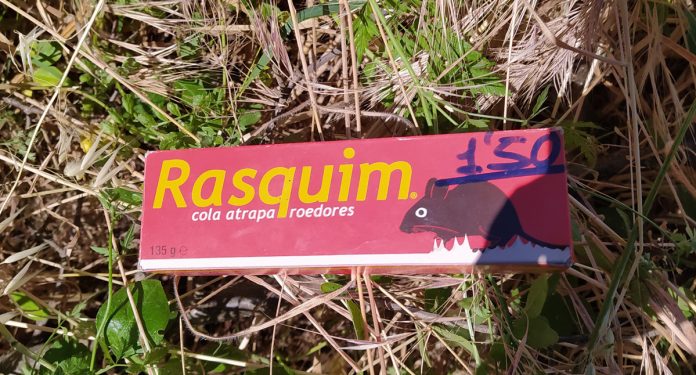 1'50
Rasquim®
cola atrapa roedores
135 g ℮